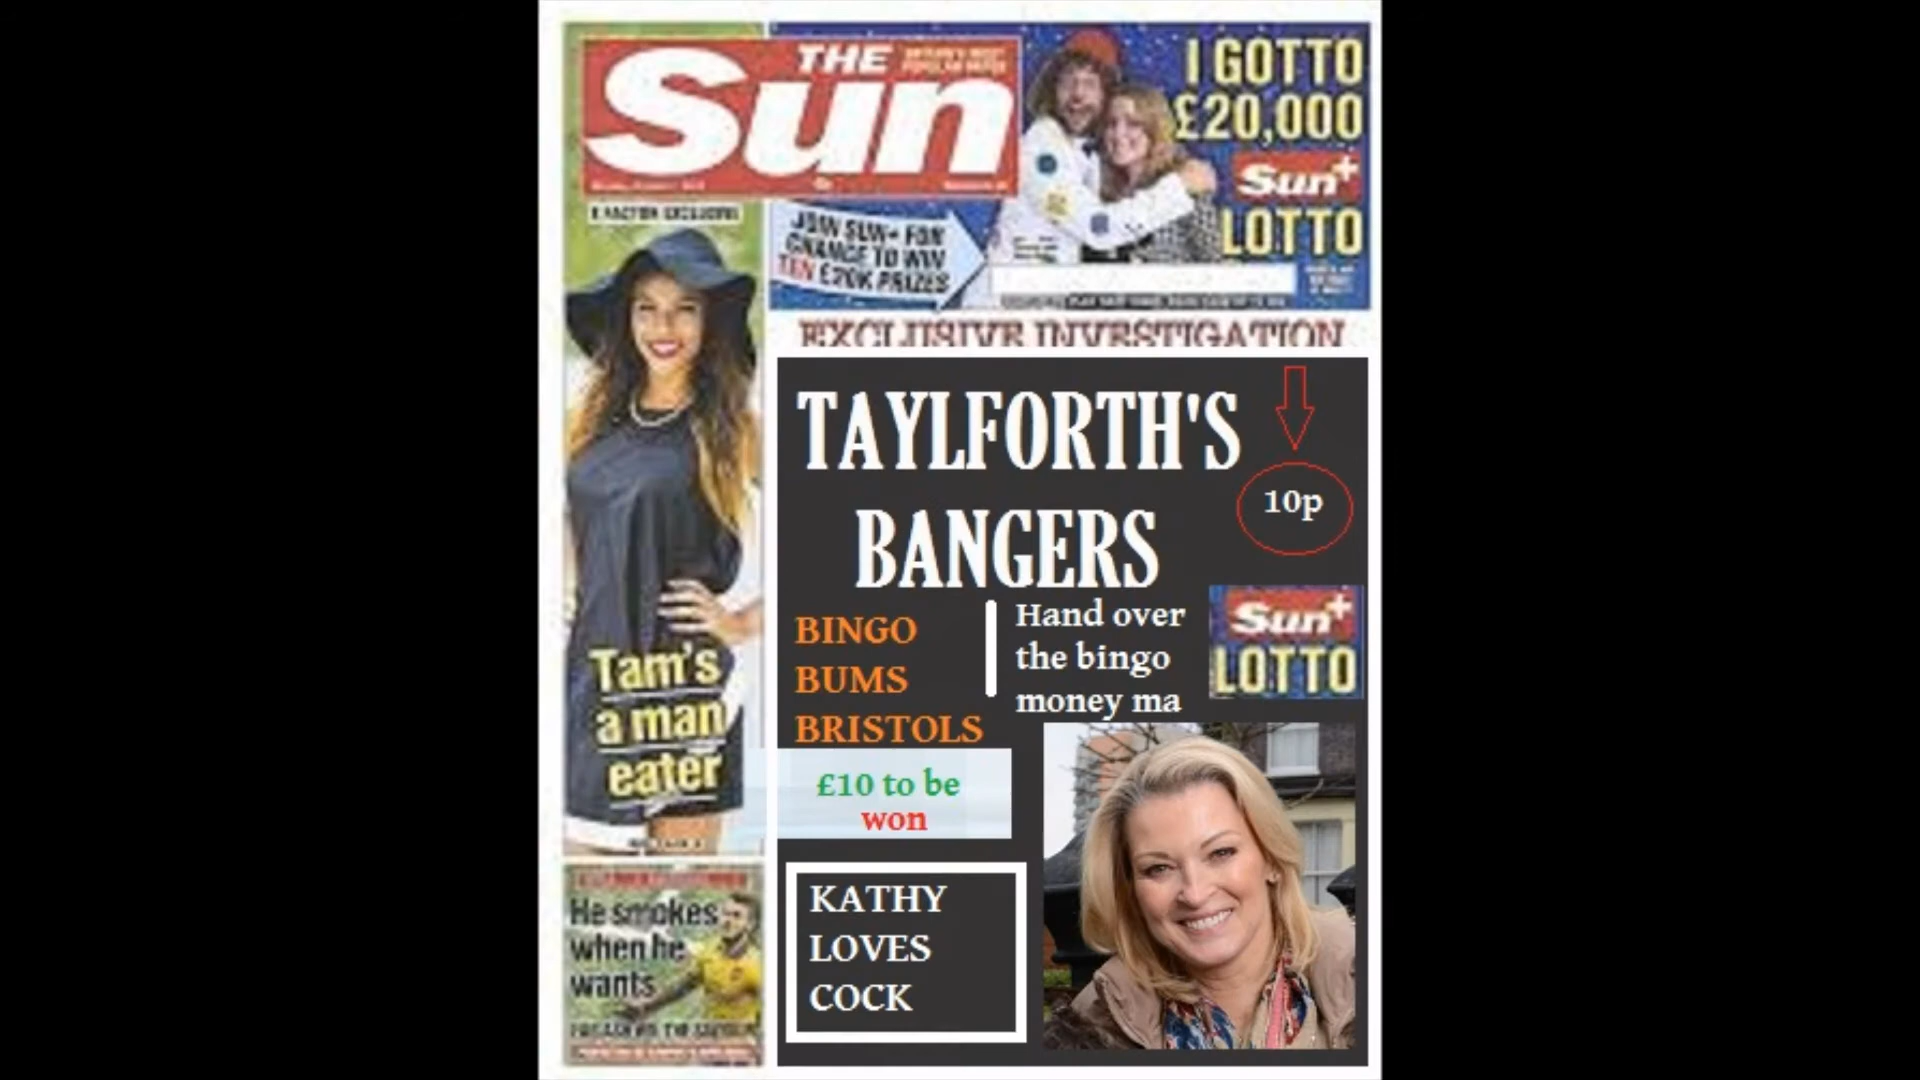 THE
Sun
I GOTTO
£20,000
Sun+
LOTTO
JOIN SUN+ FOR
CHANCE TO WIN
TEN £20K PRIZES
X FACTOR EXCLUSIVE
EXCLUSIVE INVESTIGATION
TAYLFORTH'S
BANGERS
10p
BINGO
BUMS
BRISTOLS
Hand over
the bingo
money ma
Sun+
LOTTO
£10 to be
won
Tam's
a man
eater
KATHY
LOVES
COCK
He smokes
when he
wants